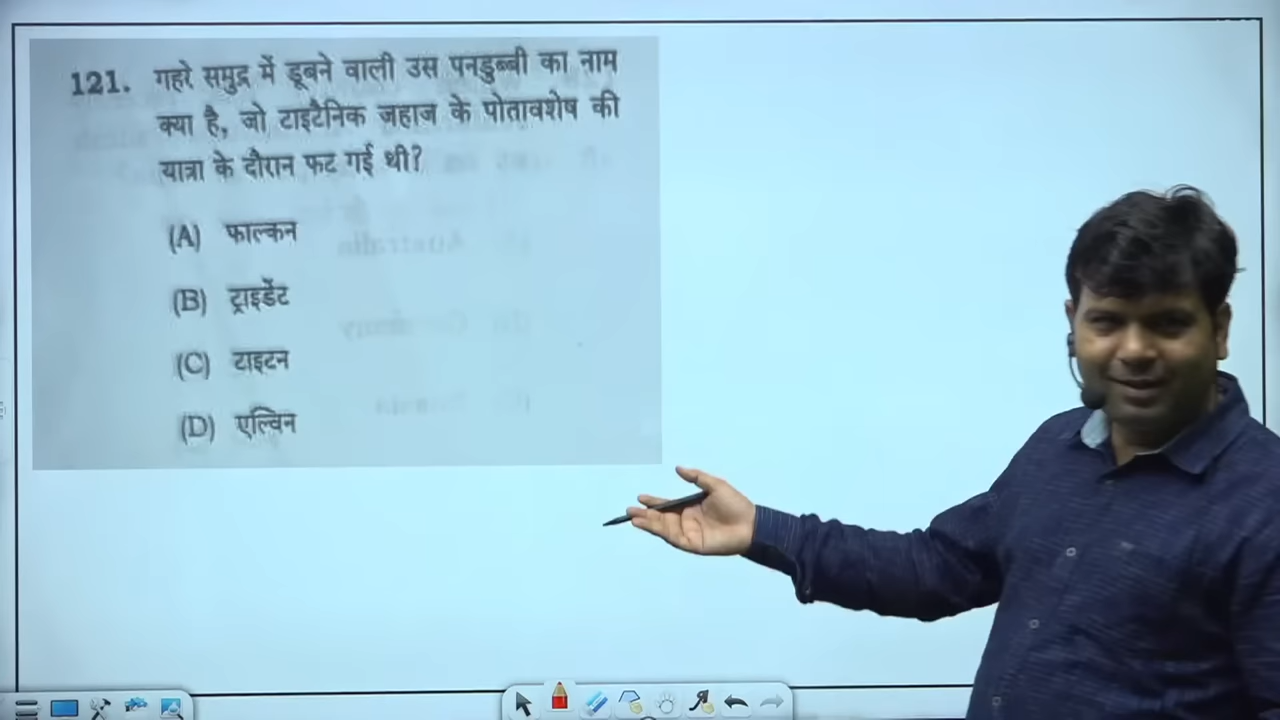 121. गहरे समुद्र में डूबने वाली उस पनडुब्बी का नाम
क्या है, जो टाइटैनिक जहाज के पोतावशेष की
यात्रा के दौरान फट गई थी?
(A) फाल्कन
(B) ट्राइडेंट
(C) टाइटन
(D) एल्विन